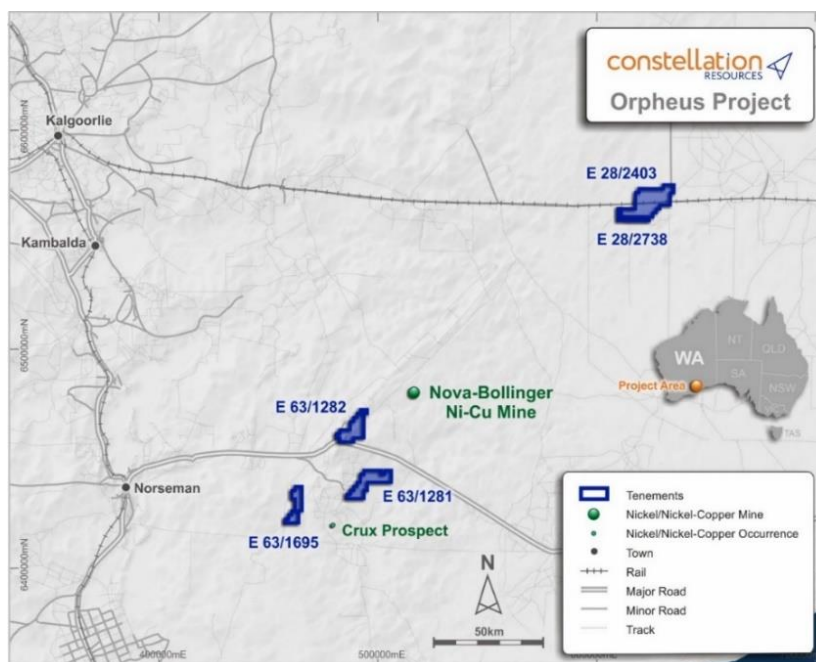 constellation
RESOURCES
Orpheus Project
6600000mN
Kalgoorlie
E 28/2403
E 28/2738
Kambalda
6500000mN
NT
QLD
WA
SA
NSW
TAS
Project Area
Nova-Bollinger
Ni-Cu Mine
E 63/1282
Norseman
E 63/1281
E 63/1695
Crux Prospect
6400000mN
N
50km
400000mE
500000mE
Tenements
Nickel/Nickel-Copper Mine
Nickel/Nickel-Copper Occurrence
Town
Rail
Major Road
Minor Road
Track